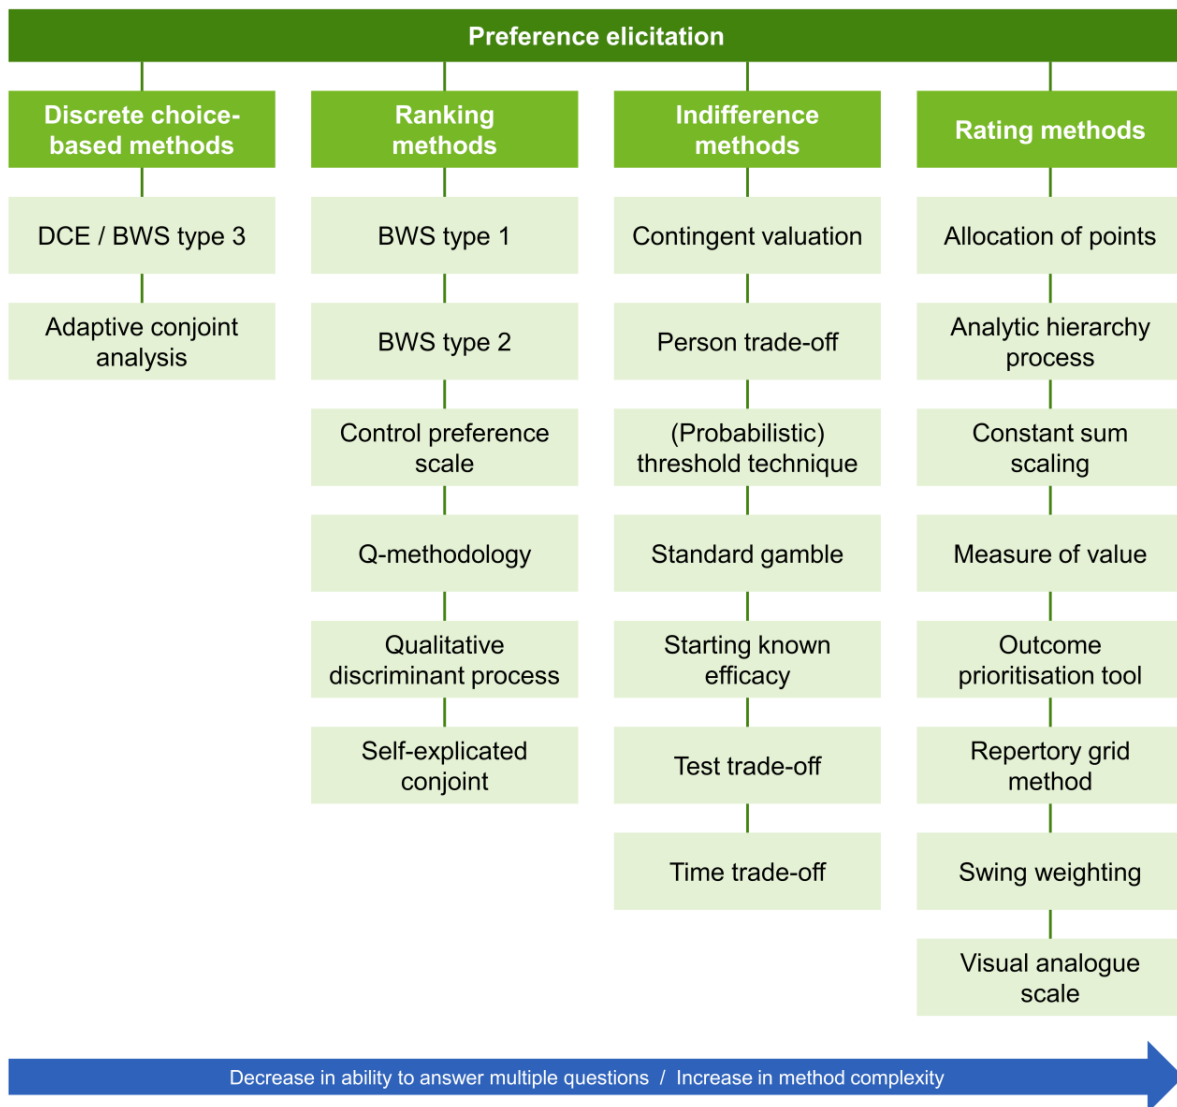 Preference elicitation
Discrete choice-
based methods
DCE / BWS type 3
Adaptive conjoint
analysis
Ranking
methods
BWS type 1
BWS type 2
Control preference
scale
Q-methodology
Qualitative
discriminant process
Self-explicated
conjoint
Indifference
methods
Contingent valuation
Person trade-off
(Probabilistic)
threshold technique
Standard gamble
Starting known
efficacy
Test trade-off
Time trade-off
Rating methods
Allocation of points
Analytic hierarchy
process
Constant sum
scaling
Measure of value
Outcome
prioritisation tool
Repertory grid
method
Swing weighting
Visual analogue
scale
Decrease in ability to answer multiple questions / Increase in method complexity